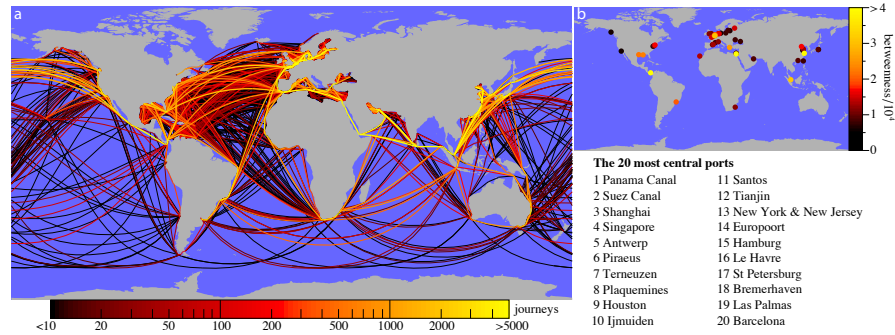 a
<10 20 50 100 200 500 1000 2000 >5000
journeys
b
> 4
3
2
1
0
betweenness/10⁴
The 20 most central ports
1 Panama Canal
2 Suez Canal
3 Shanghai
4 Singapore
5 Antwerp
6 Piraeus
7 Terneuzen
8 Plaquemines
9 Houston
10 Ijmuiden
11 Santos
12 Tianjin
13 New York & New Jersey
14 Europoort
15 Hamburg
16 Le Havre
17 St Petersburg
18 Bremerhaven
19 Las Palmas
20 Barcelona